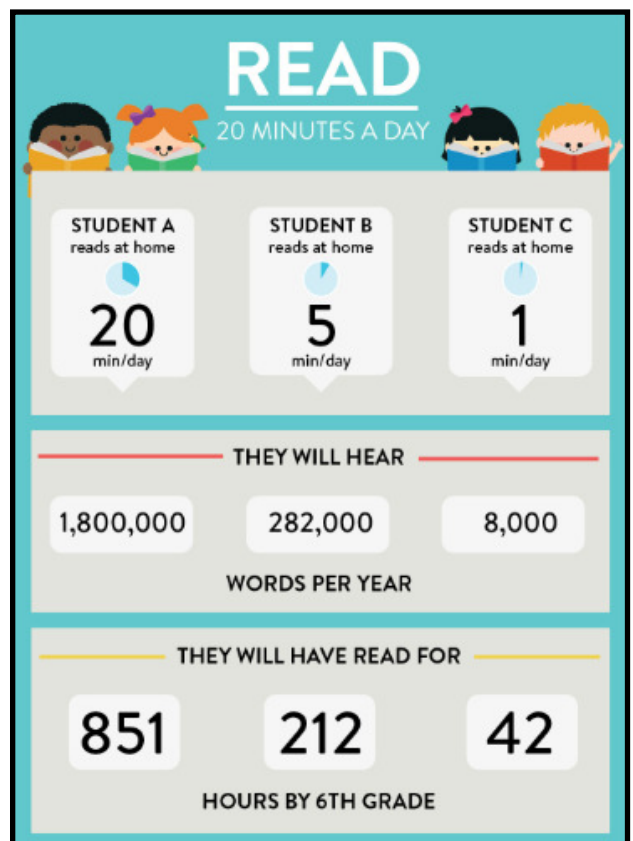 READ
20 MINUTES A DAY
STUDENT A
reads at home
20
min/day
STUDENT B
reads at home
5
min/day
STUDENT C
reads at home
1
min/day
THEY WILL HEAR
1,800,000 282,000 8,000
WORDS PER YEAR
THEY WILL HAVE READ FOR
851 212 42
HOURS BY 6TH GRADE